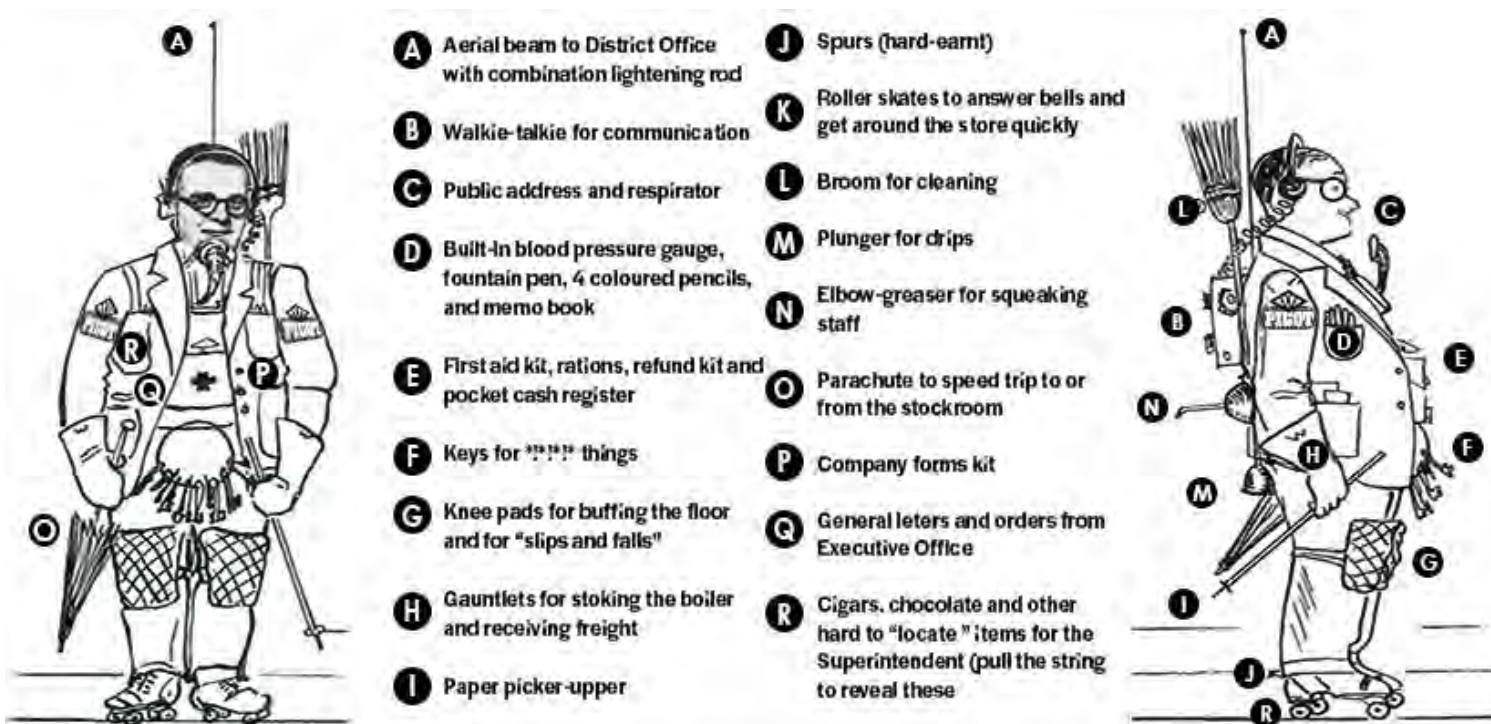 A
A Aerial beam to District Office
with combination lightening rod
B Walkie-talkie for communication
C Public address and respirator
D Built-in blood pressure gauge,
fountain pen, 4 coloured pencils,
and memo book
E First aid kit, rations, refund kit and
pocket cash register
F Keys for *!*!*!* things
G Knee pads for buffing the floor
and for “slips and falls”
H Gauntlets for stoking the boiler
and receiving freight
I Paper picker-upper
J Spurs (hard-earnt)
K Roller skates to answer bells and
get around the store quickly
L Broom for cleaning
M Plunger for drips
N Elbow-greaser for squeaking
staff
O Parachute to speed trip to or
from the stockroom
P Company forms kit
Q General leters and orders from
Executive Office
R Cigars, chocolate and other
hard to “locate” items for the
Superintendent (pull the string
to reveal these
R
P
Q
O
A
L
C
B
D
E
N
H
F
M
G
I
J
R